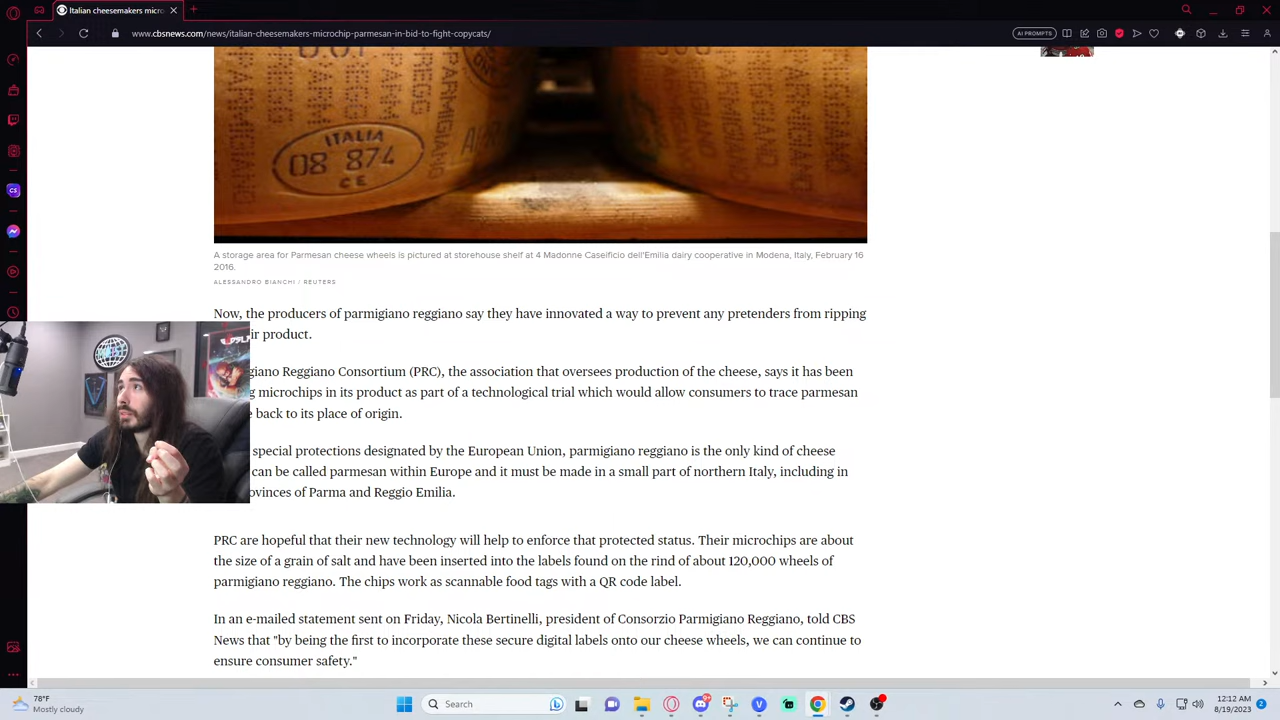 Italian cheesemakers microchip
www.cbsnews.com/news/italian-cheesemakers-microchip-parmesan-in-bid-to-fight-copycats/
AI PROMPTS
ITALIA
08 874
CE
A storage area for Parmesan cheese wheels is pictured at storehouse shelf at 4 Madonne Caseificio dell'Emilia dairy cooperative in Modena, Italy, February 16
2016.
ALESSANDRO BIANCHI / REUTERS
Now, the producers of parmigiano reggiano say they have innovated a way to prevent any pretenders from ripping
ir product.
giano Reggiano Consortium (PRC), the association that oversees production of the cheese, says it has been
g microchips in its product as part of a technological trial which would allow consumers to trace parmesan
back to its place of origin.
special protections designated by the European Union, parmigiano reggiano is the only kind of cheese
can be called parmesan within Europe and it must be made in a small part of northern Italy, including in
ovinces of Parma and Reggio Emilia.
PRC are hopeful that their new technology will help to enforce that protected status. Their microchips are about
the size of a grain of salt and have been inserted into the labels found on the rind of about 120,000 wheels of
parmigiano reggiano. The chips work as scannable food tags with a QR code label.
In an e-mailed statement sent on Friday, Nicola Bertinelli, president of Consorzio Parmigiano Reggiano, told CBS
News that "by being the first to incorporate these secure digital labels onto our cheese wheels, we can continue to
ensure consumer safety."
78°F
Mostly cloudy
Search
12:12 AM
8/19/2023